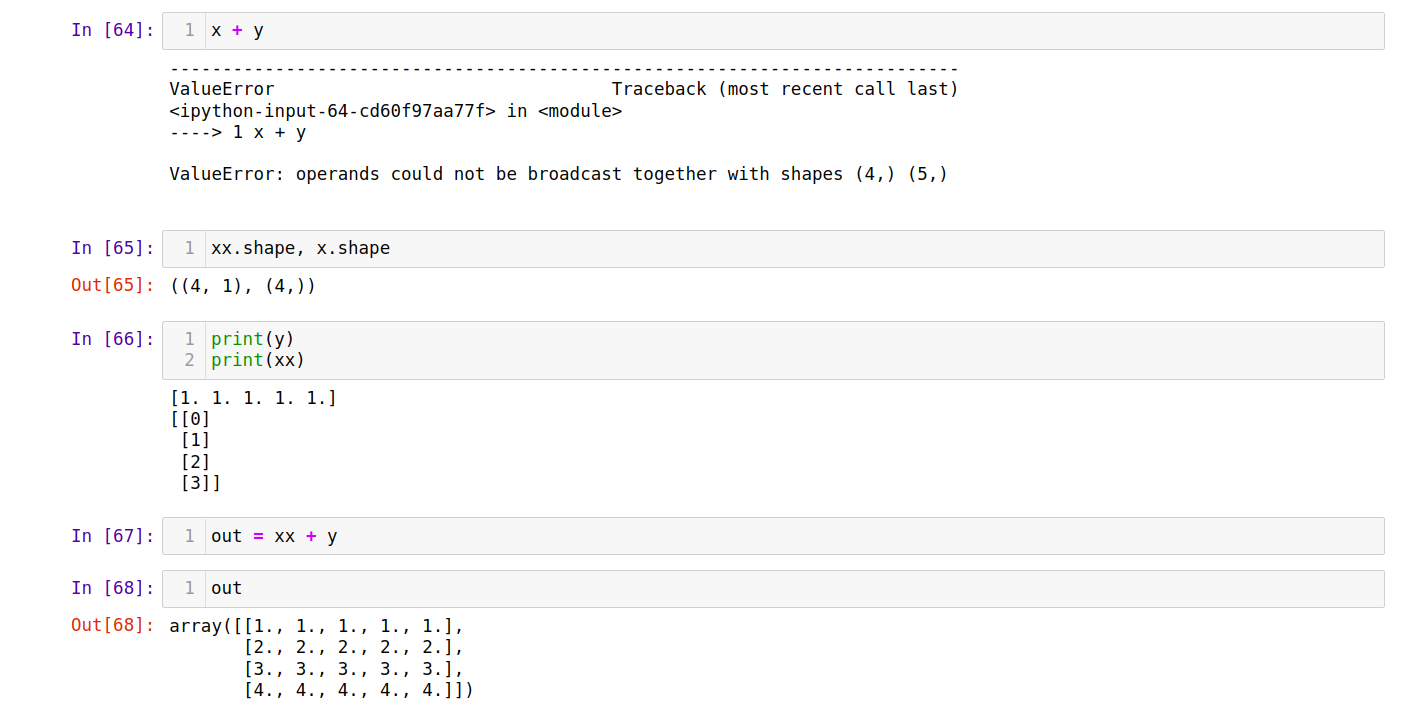 In [64]: 1 x + y
---------------------------------------------------------------------------
ValueError                                Traceback (most recent call last)
<ipython-input-64-cd60f97aa77f> in <module>
----> 1 x + y

ValueError: operands could not be broadcast together with shapes (4,) (5,)
In [65]: 1 xx.shape, x.shape
Out[65]: ((4, 1), (4,))
In [66]: 1 print(y)
2 print(xx)
[1. 1. 1. 1. 1.]
[[0]
 [1]
 [2]
 [3]]
In [67]: 1 out = xx + y
In [68]: 1 out
Out[68]: array([[1., 1., 1., 1., 1.],
       [2., 2., 2., 2., 2.],
       [3., 3., 3., 3., 3.],
       [4., 4., 4., 4., 4.]])